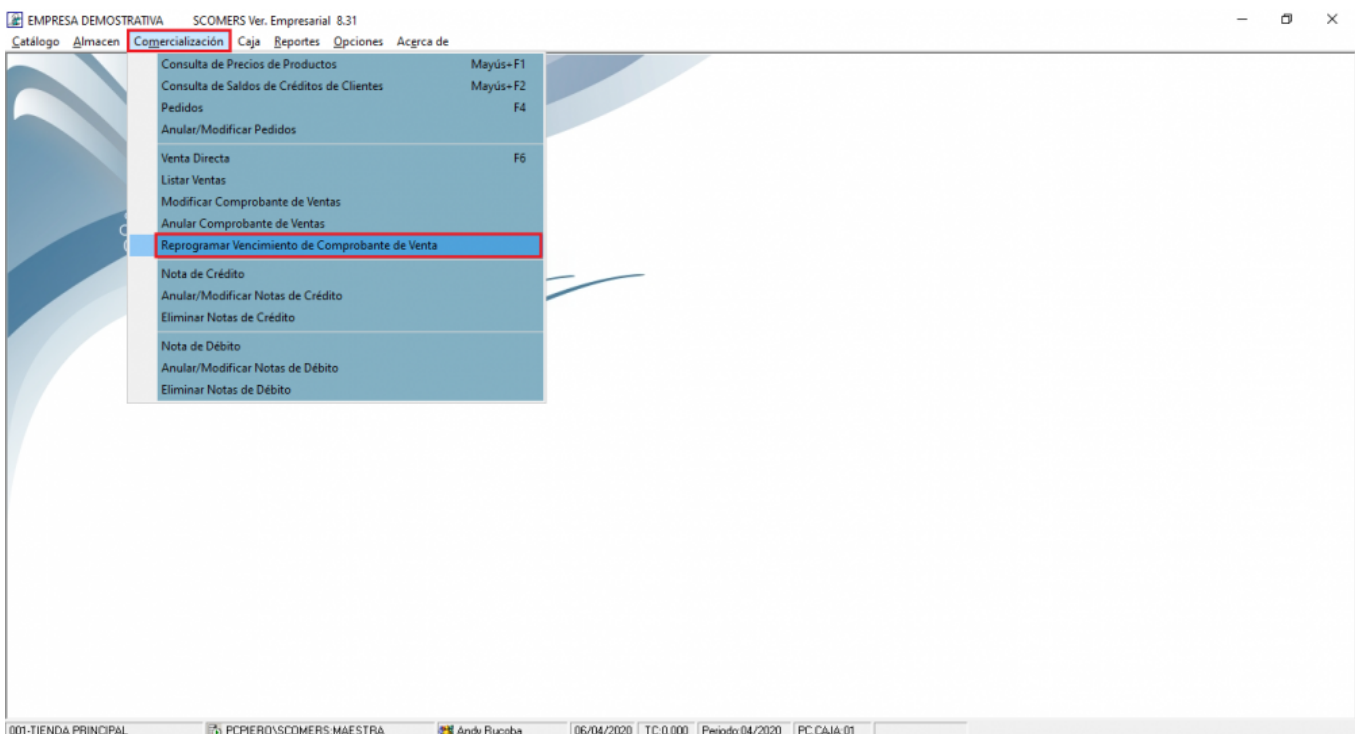 EMPRESA DEMOSTRATIVA SCOMERS Ver. Empresarial 8.31
Catálogo Almacen Comercialización Caja Reportes Opciones Acerca de
Consulta de Precios de Productos Mayús+F1
Consulta de Saldos de Créditos de Clientes Mayús+F2
Pedidos F4
Anular/Modificar Pedidos
Venta Directa F6
Listar Ventas
Modificar Comprobante de Ventas
Anular Comprobante de Ventas
Reprogramar Vencimiento de Comprobante de Venta
Nota de Crédito
Anular/Modificar Notas de Crédito
Eliminar Notas de Crédito
Nota de Débito
Anular/Modificar Notas de Débito
Eliminar Notas de Débito
001-TIENDA PRINCIPAL PCPIERO\SCOMERS:MAESTRA Andy Rucoba 06/04/2020 TC:0.000 Periodo:04/2020 PC CAJA:01